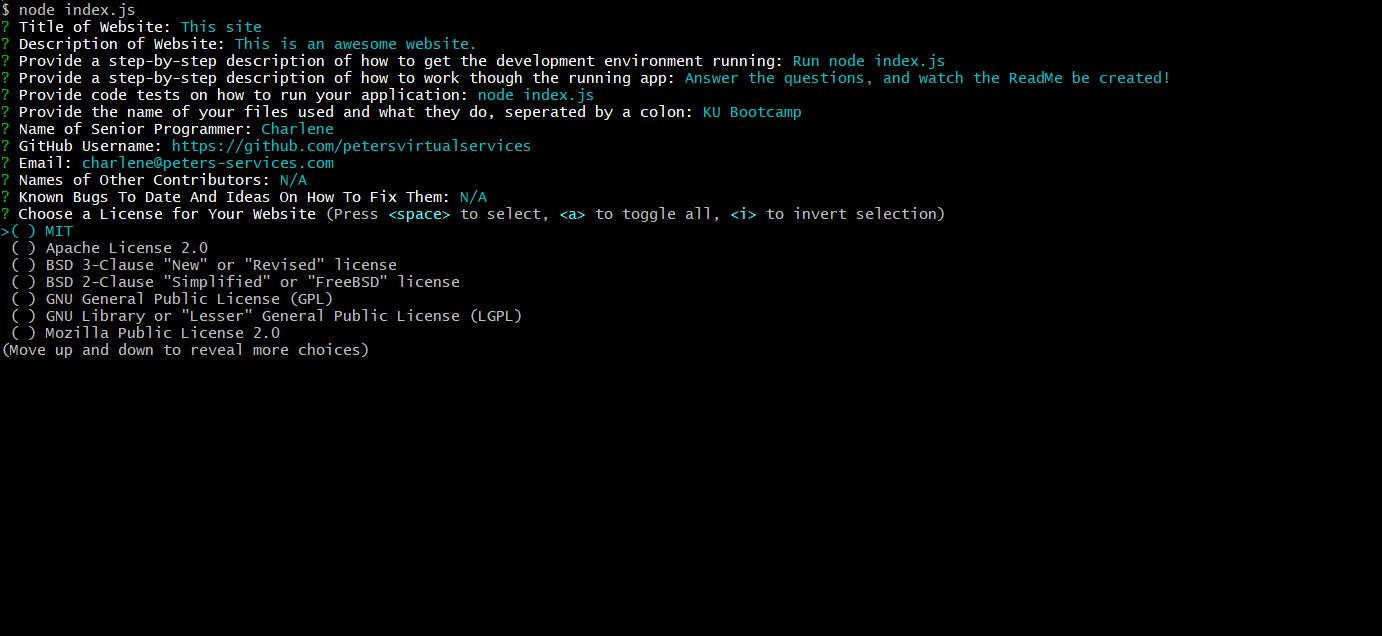 $ node index.js
? Title of Website: This site
? Description of Website: This is an awesome website.
? Provide a step-by-step description of how to get the development environment running: Run node index.js
? Provide a step-by-step description of how to work though the running app: Answer the questions, and watch the ReadMe be created!
? Provide code tests on how to run your application: node index.js
? Provide the name of your files used and what they do, seperated by a colon: KU Bootcamp
? Name of Senior Programmer: Charlene
? GitHub Username: https://github.com/petersvirtualservices
? Email: charlene@peters-services.com
? Names of Other Contributors: N/A
? Known Bugs To Date And Ideas On How To Fix Them: N/A
? Choose a License for Your Website (Press <space> to select, <a> to toggle all, <i> to invert selection)
>( ) MIT
( ) Apache License 2.0
( ) BSD 3-Clause "New" or "Revised" license
( ) BSD 2-Clause "Simplified" or "FreeBSD" license
( ) GNU General Public License (GPL)
( ) GNU Library or "Lesser" General Public License (LGPL)
( ) Mozilla Public License 2.0
(Move up and down to reveal more choices)